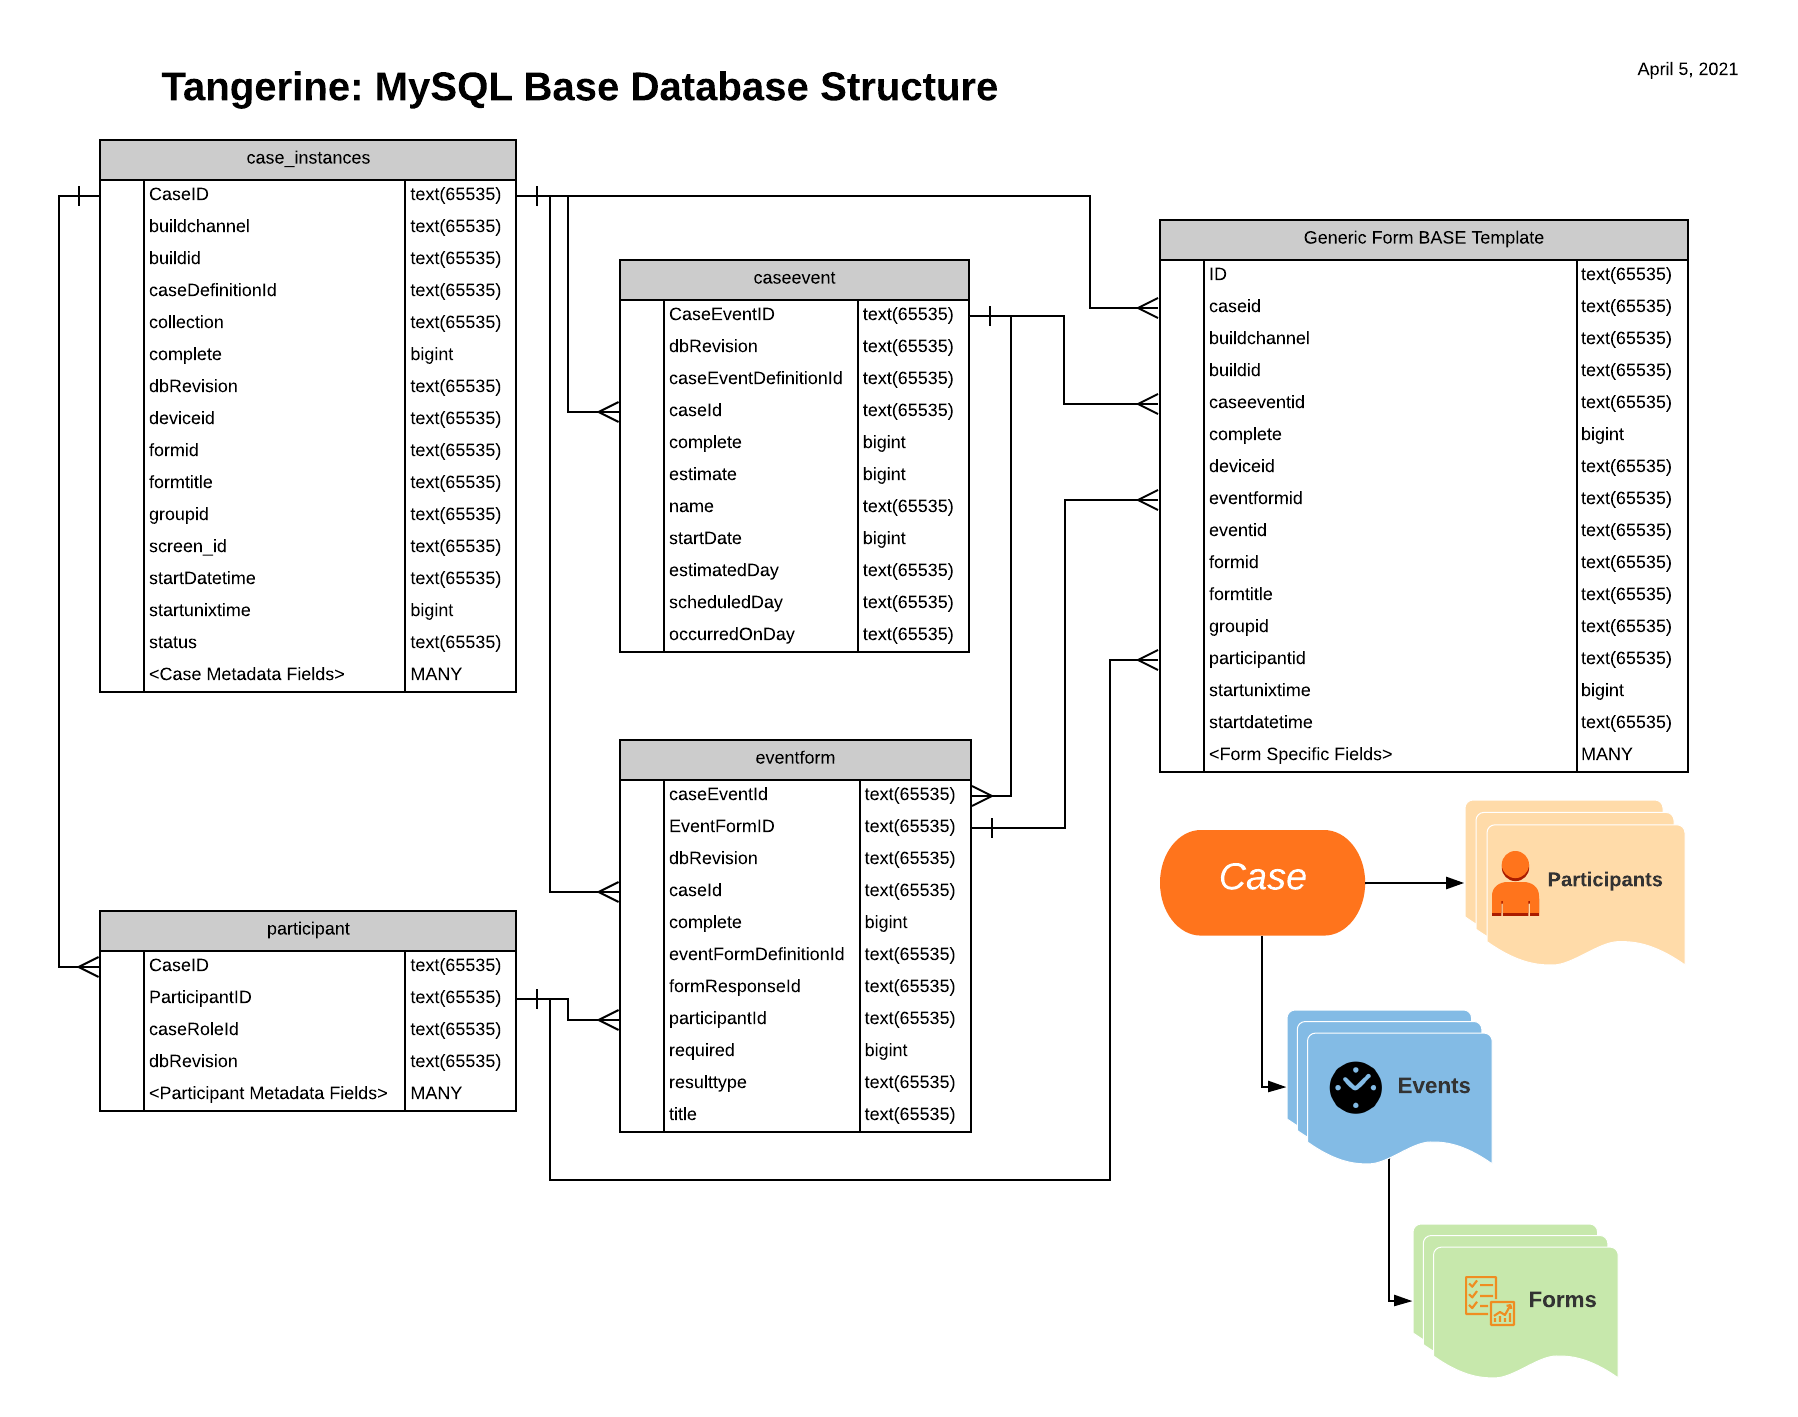 Tangerine: MySQL Base Database Structure
April 5, 2021
case_instances
CaseID text(65535)
buildchannel text(65535)
buildid text(65535)
caseDefinitionId text(65535)
collection text(65535)
complete bigint
dbRevision text(65535)
deviceid text(65535)
formid text(65535)
formtitle text(65535)
groupid text(65535)
screen_id text(65535)
startDatetime text(65535)
startunixtime bigint
status text(65535)
<Case Metadata Fields> MANY
caseevent
CaseEventID text(65535)
dbRevision text(65535)
caseEventDefinitionId text(65535)
caseId text(65535)
complete bigint
estimate bigint
name text(65535)
startDate bigint
estimatedDay text(65535)
scheduledDay text(65535)
occurredOnDay text(65535)
Generic Form BASE Template
ID text(65535)
caseid text(65535)
buildchannel text(65535)
buildid text(65535)
caseeventid text(65535)
complete bigint
deviceid text(65535)
eventformid text(65535)
eventid text(65535)
formid text(65535)
formtitle text(65535)
groupid text(65535)
participantid text(65535)
startunixtime bigint
startdatetime text(65535)
<Form Specific Fields> MANY
eventform
caseEventId text(65535)
EventFormID text(65535)
dbRevision text(65535)
caseId text(65535)
complete bigint
eventFormDefinitionId text(65535)
formResponseId text(65535)
participantId text(65535)
required bigint
resulttype text(65535)
title text(65535)
participant
CaseID text(65535)
ParticipantID text(65535)
caseRoleId text(65535)
dbRevision text(65535)
<Participant Metadata Fields> MANY
Case
Participants
Events
Forms